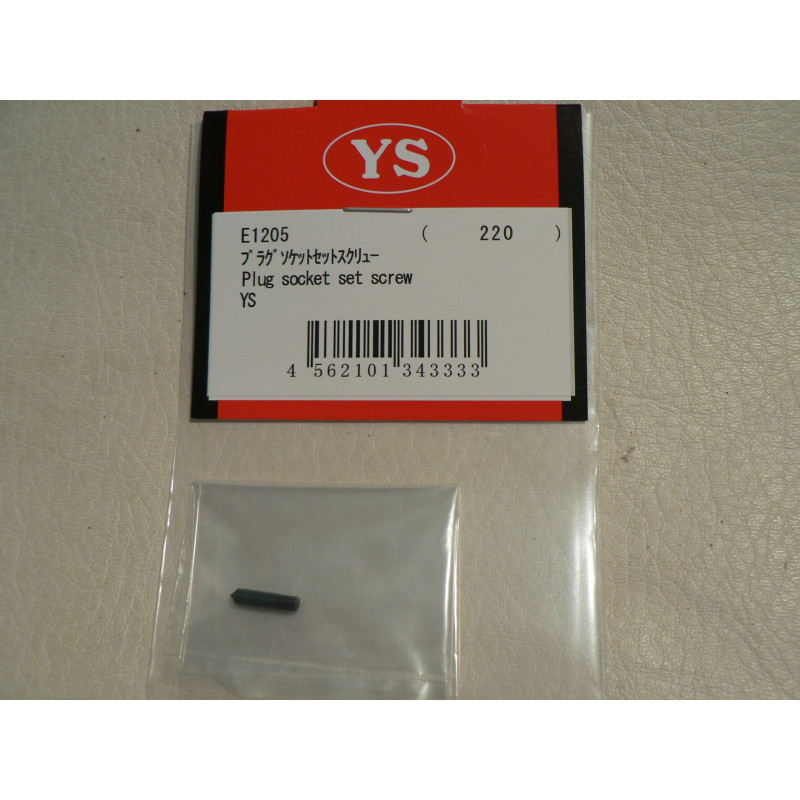 YS
E1205 ( 220 )
ﾌﾟﾗｸﾞｿｹｯﾄｾｯﾄｽｸﾘｭｰ
Plug socket set screw
YS
4 562101 343333